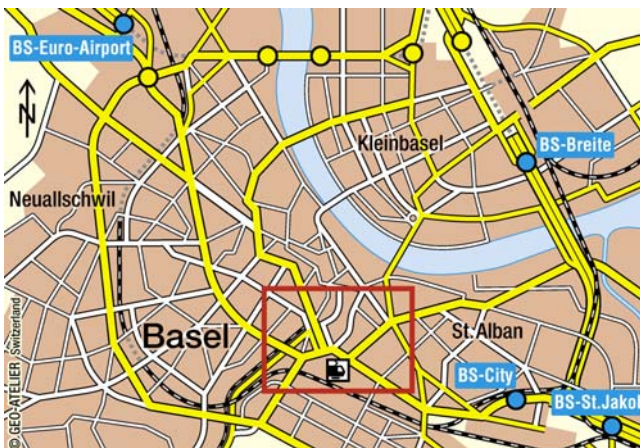 BS-Euro-Airport
N
Kleinbasel
BS-Breite
Neuallschwil
Basel
St. Alban
BS-City
BS-St.Jakob
© GEO-ATELIER, Switzerland